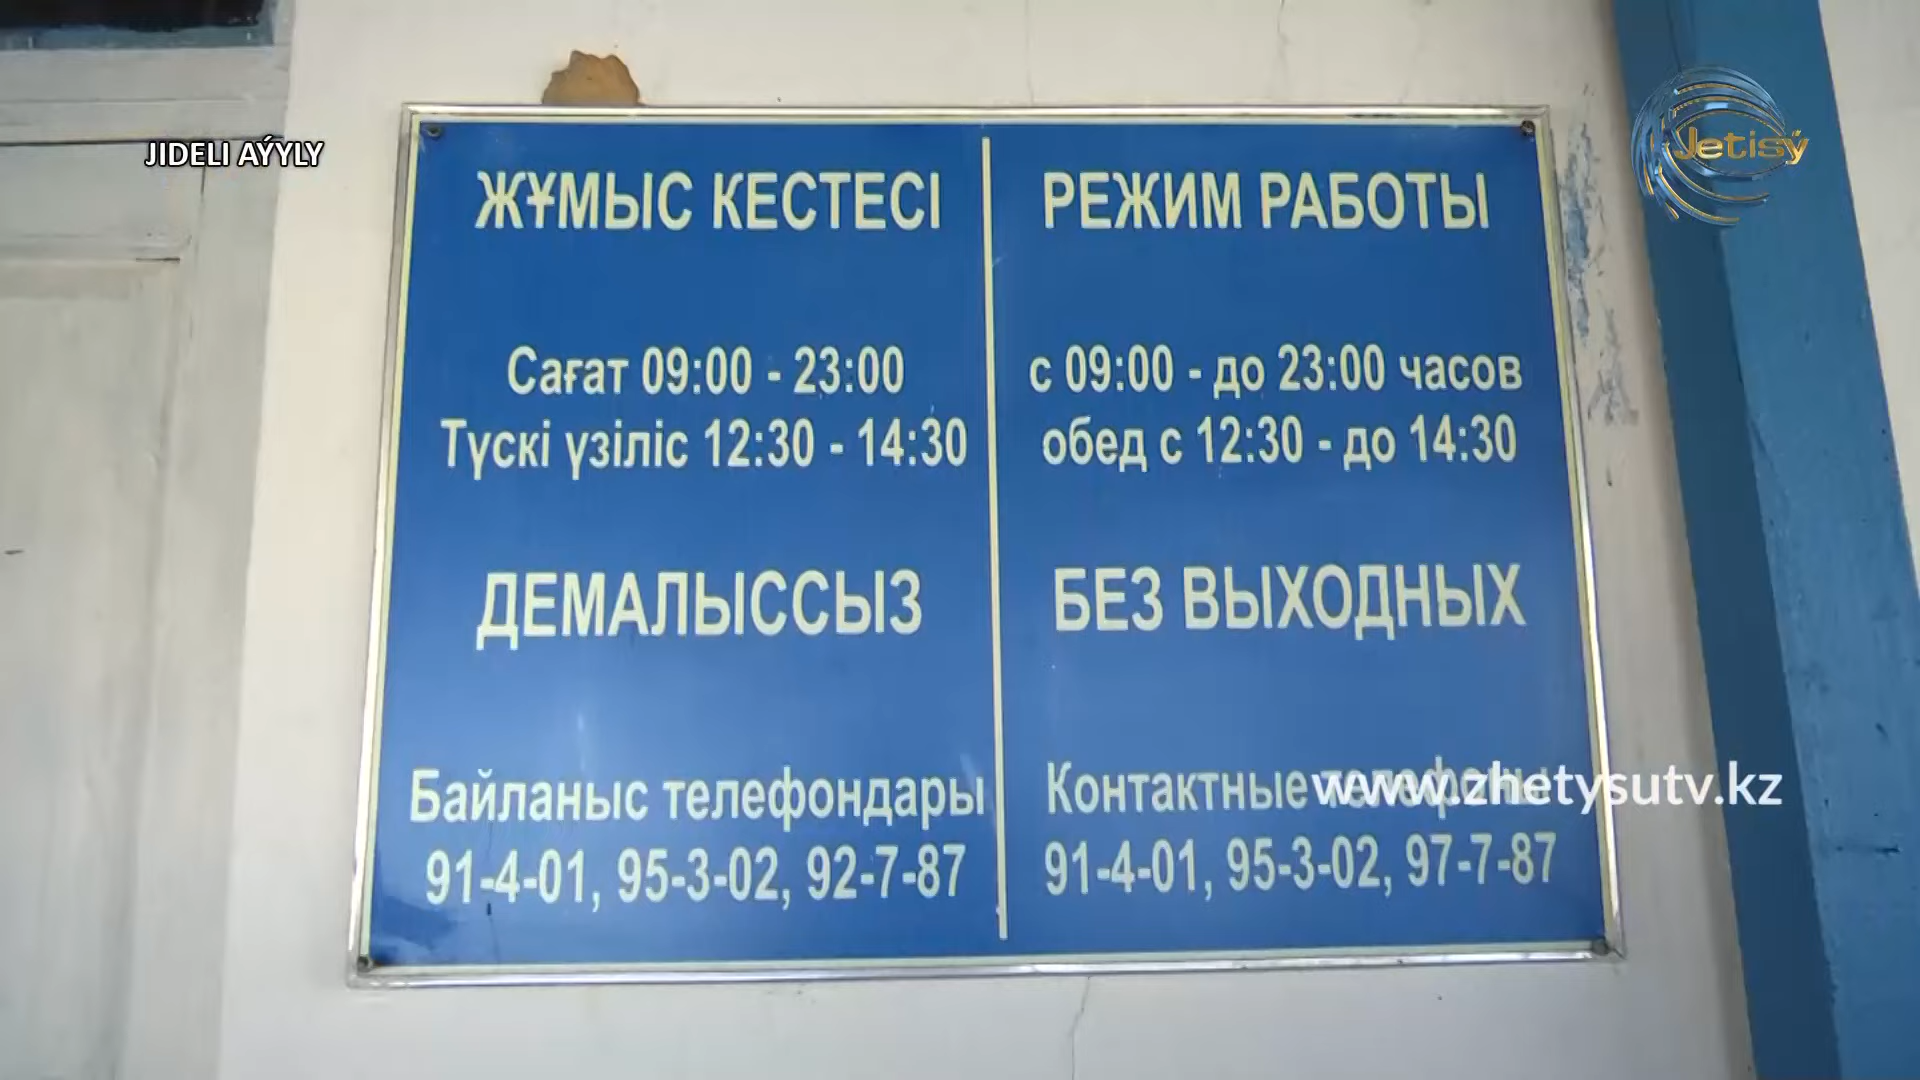 JIDELI AÝYLY
Jetisý
ЖҰМЫС КЕСТЕСІ
Сағат 09:00 - 23:00
Түскі үзіліс 12:30 - 14:30
ДЕМАЛЫССЫЗ
Байланыс телефондары
91-4-01, 95-3-02, 92-7-87
РЕЖИМ РАБОТЫ
с 09:00 - до 23:00 часов
обед с 12:30 - до 14:30
БЕЗ ВЫХОДНЫХ
Контактные телефоны
91-4-01, 95-3-02, 97-7-87
www.zhetysutv.kz